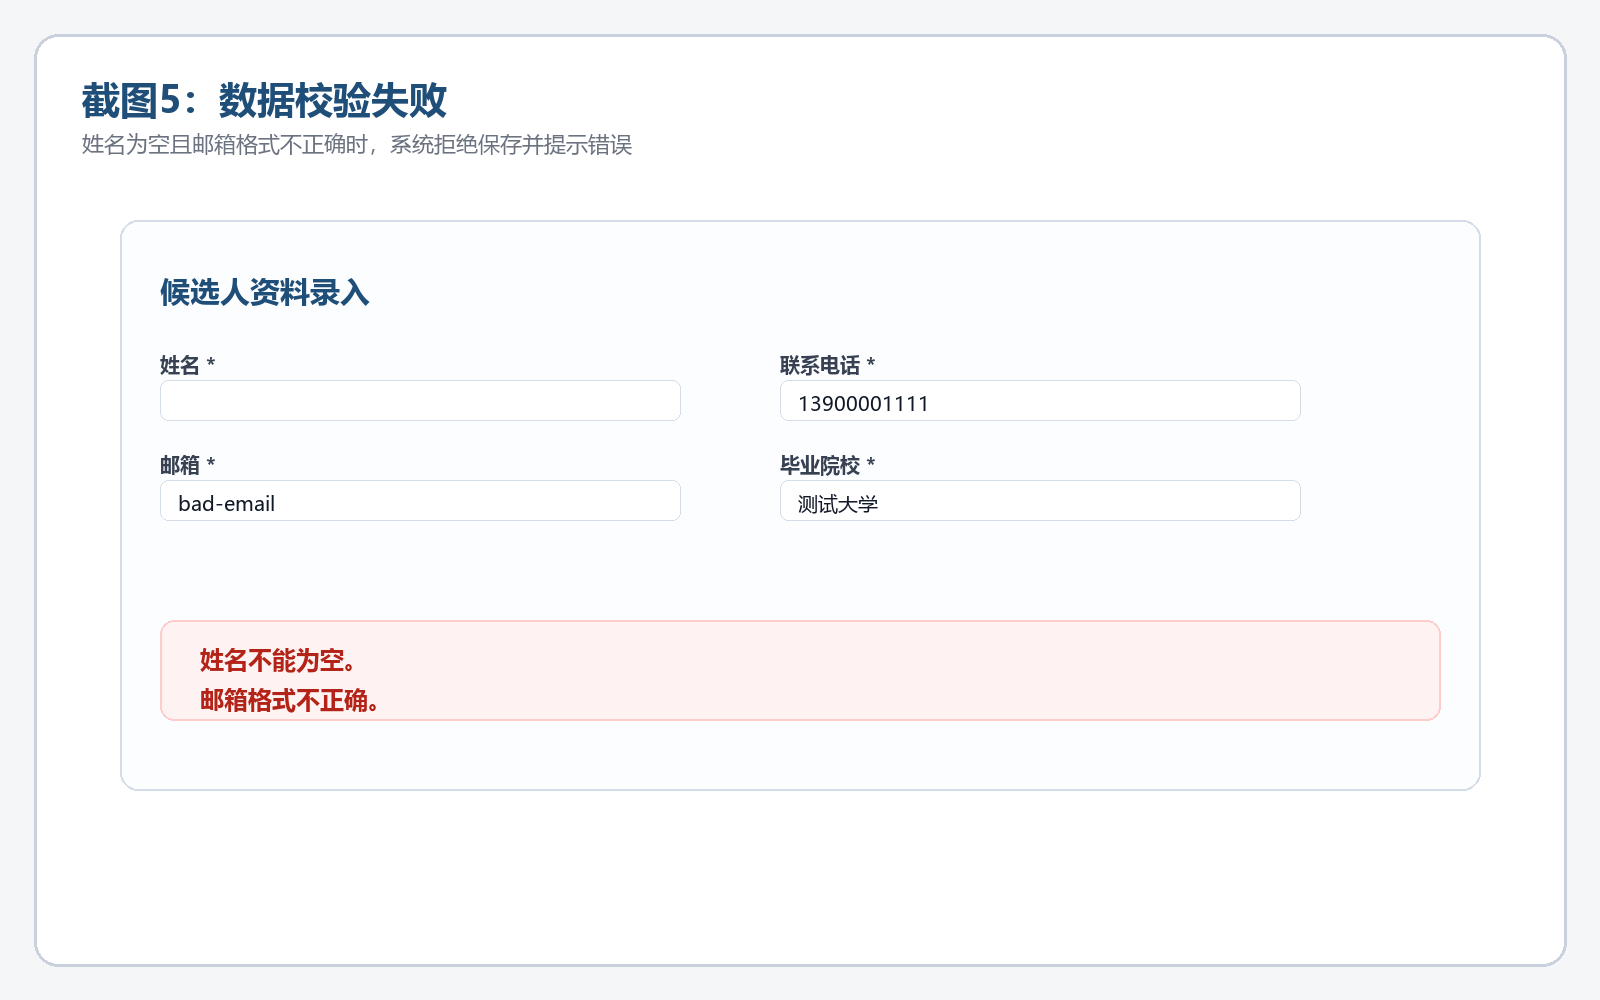 截图5：数据校验失败
姓名为空且邮箱格式不正确时，系统拒绝保存并提示错误
候选人资料录入
姓名 *
联系电话 *
13900001111
邮箱 *
毕业院校 *
bad-email
测试大学
姓名不能为空。
邮箱格式不正确。